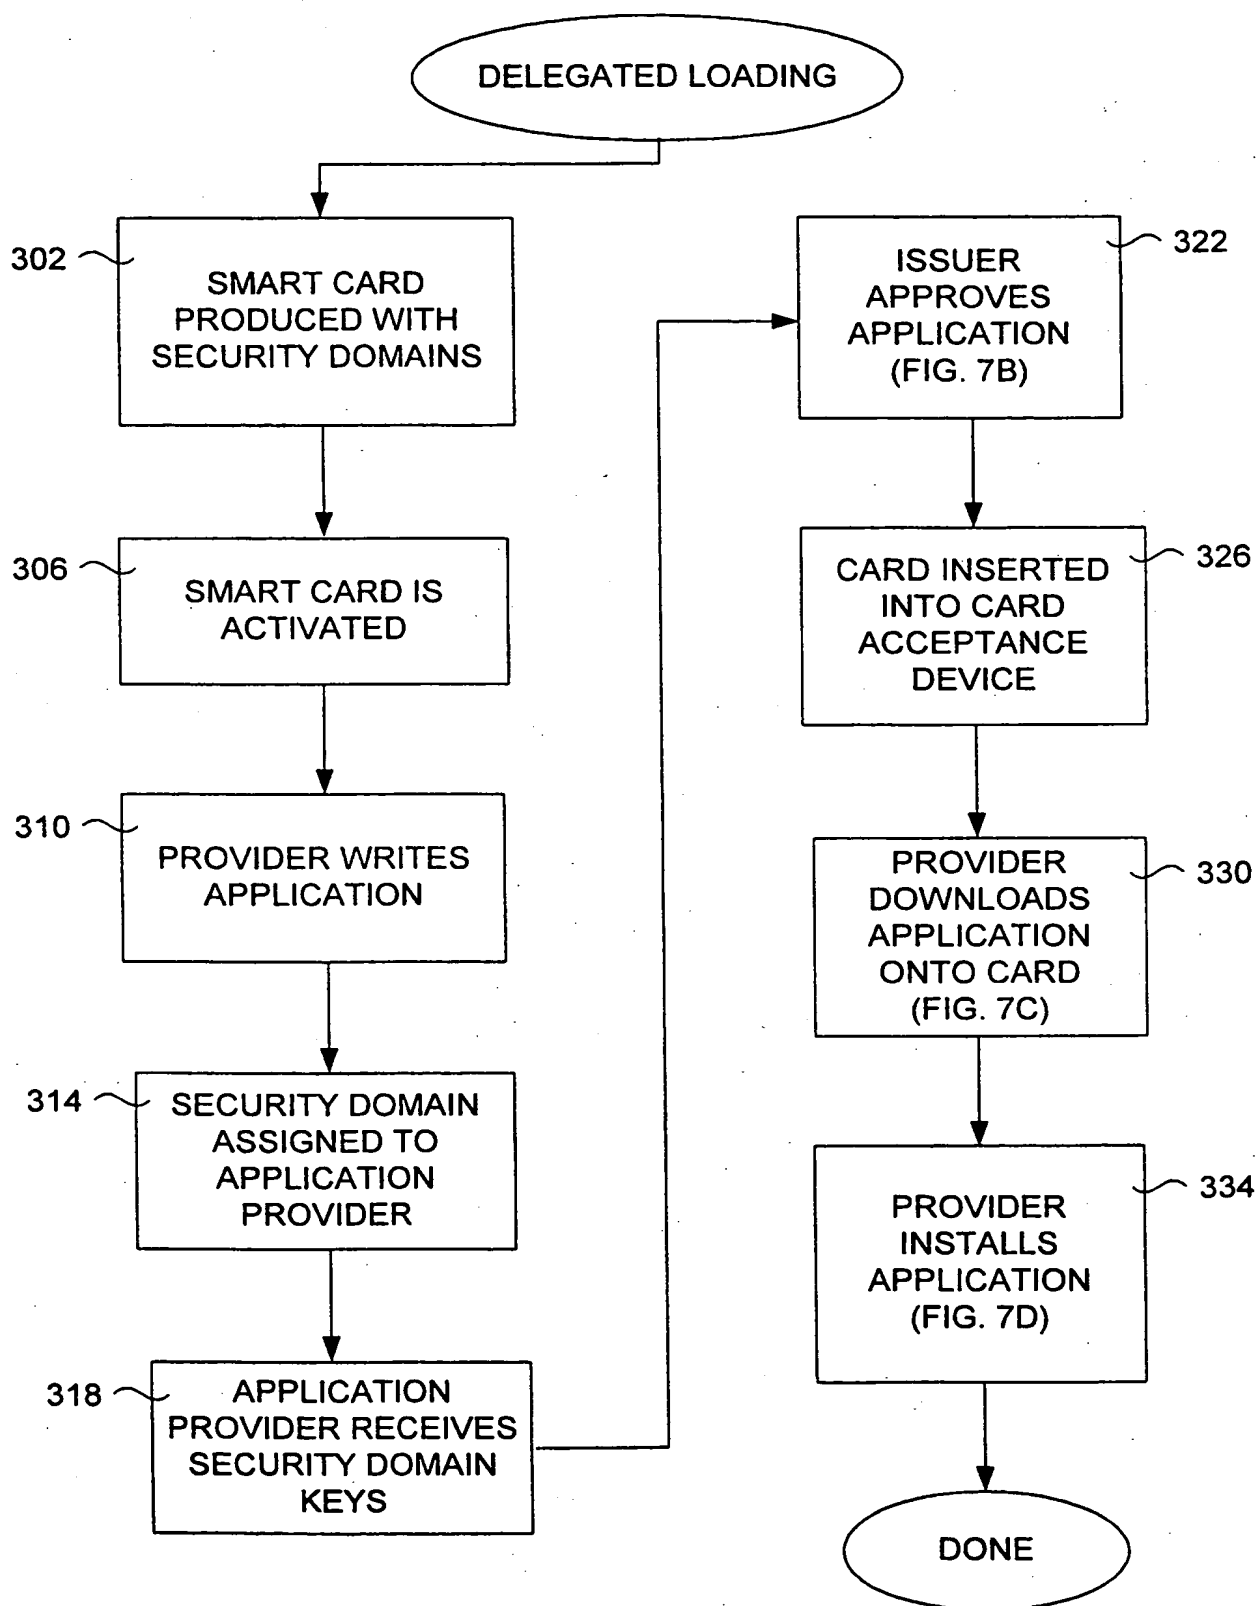 DELEGATED LOADING
302
SMART CARD
PRODUCED WITH
SECURITY DOMAINS
306
SMART CARD IS
ACTIVATED
310
PROVIDER WRITES
APPLICATION
314
SECURITY DOMAIN
ASSIGNED TO
APPLICATION
PROVIDER
318
APPLICATION
PROVIDER RECEIVES
SECURITY DOMAIN
KEYS
322
ISSUER
APPROVES
APPLICATION
(FIG. 7B)
326
CARD INSERTED
INTO CARD
ACCEPTANCE
DEVICE
330
PROVIDER
DOWNLOADS
APPLICATION
ONTO CARD
(FIG. 7C)
334
PROVIDER
INSTALLS
APPLICATION
(FIG. 7D)
DONE